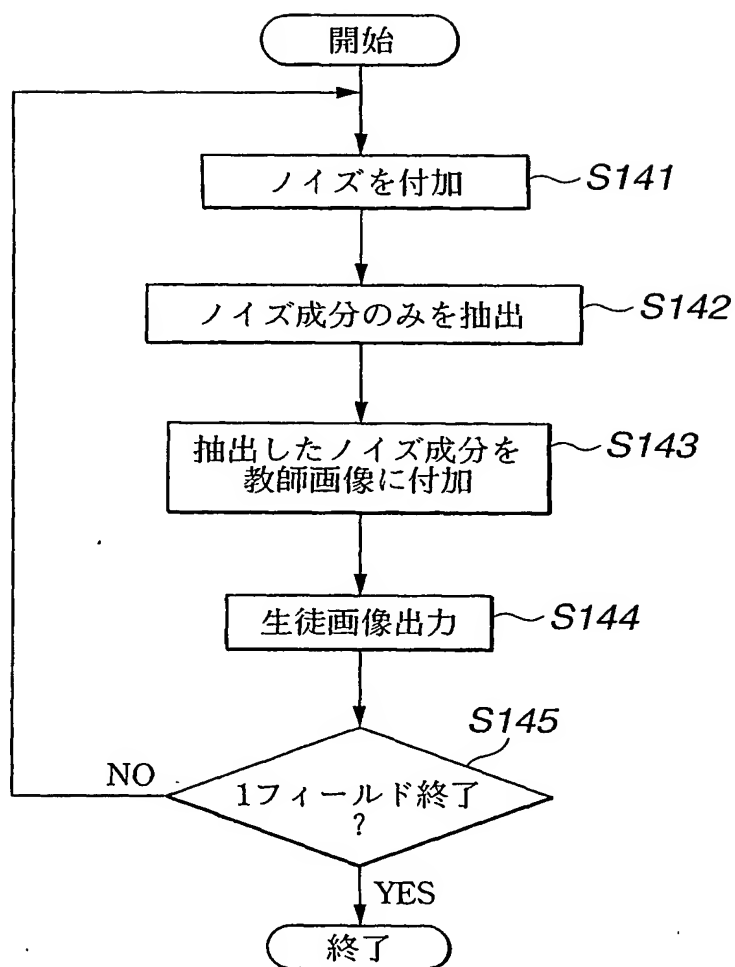 開始
ノイズを付加
S141
ノイズ成分のみを抽出
S142
抽出したノイズ成分を
教師画像に付加
S143
生徒画像出力
S144
S145
1フィールド終了
?
NO
YES
終了